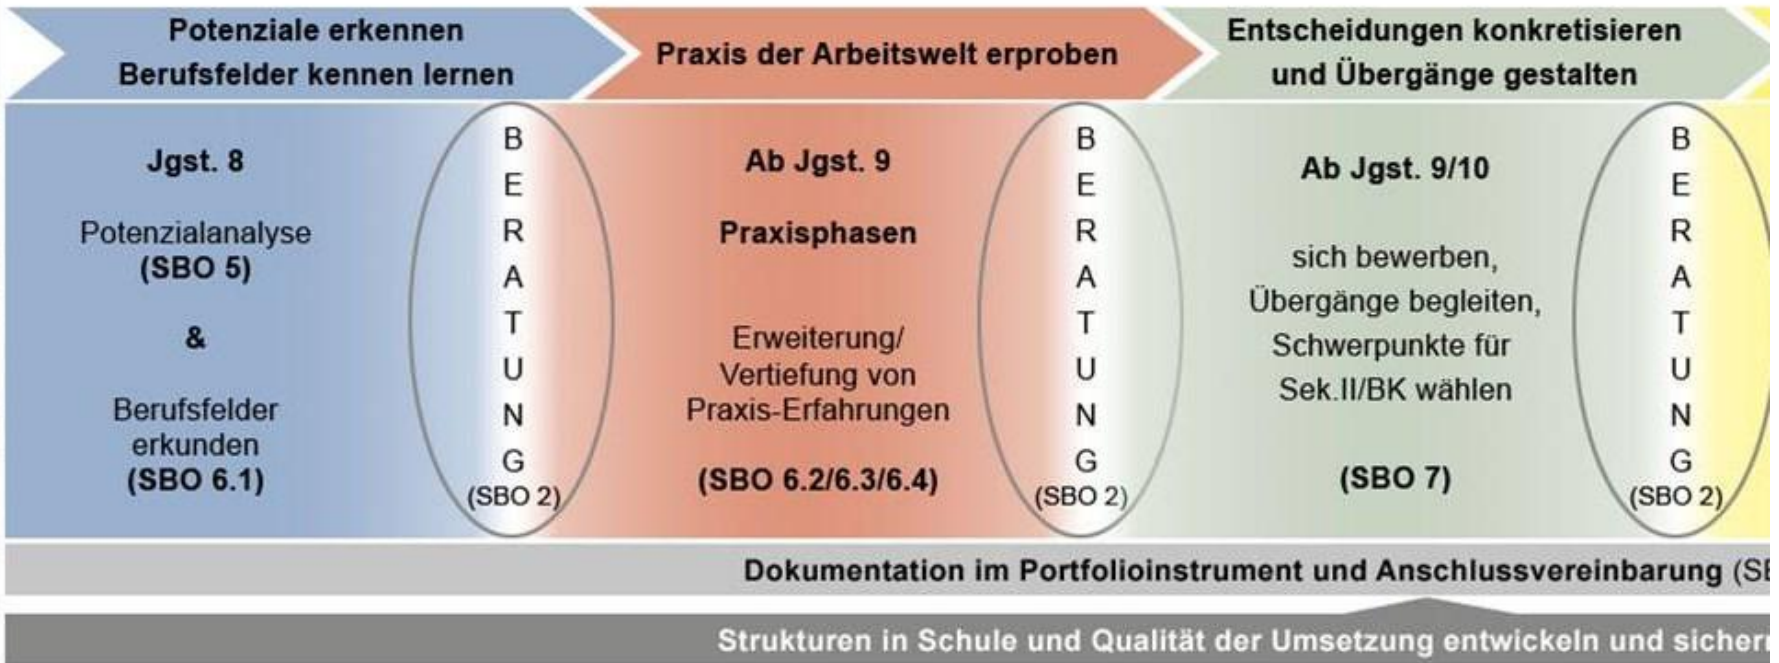 Potenziale erkennen
Berufsfelder kennen lernen
Praxis der Arbeitswelt erproben
Entscheidungen konkretisieren
und Übergänge gestalten
Jgst. 8
Potenzialanalyse
(SBO 5)
&
Berufsfelder
erkunden
(SBO 6.1)
BERATUNG
(SBO 2)
Ab Jgst. 9
Praxisphasen
Erweiterung/
Vertiefung von
Praxis-Erfahrungen
(SBO 6.2/6.3/6.4)
BERATUNG
(SBO 2)
Ab Jgst. 9/10
sich bewerben,
Übergänge begleiten,
Schwerpunkte für
Sek.II/BK wählen
(SBO 7)
BERATUNG
(SBO 2)
Dokumentation im Portfolioinstrument und Anschlussvereinbarung
Strukturen in Schule und Qualität der Umsetzung entwickeln und sichern